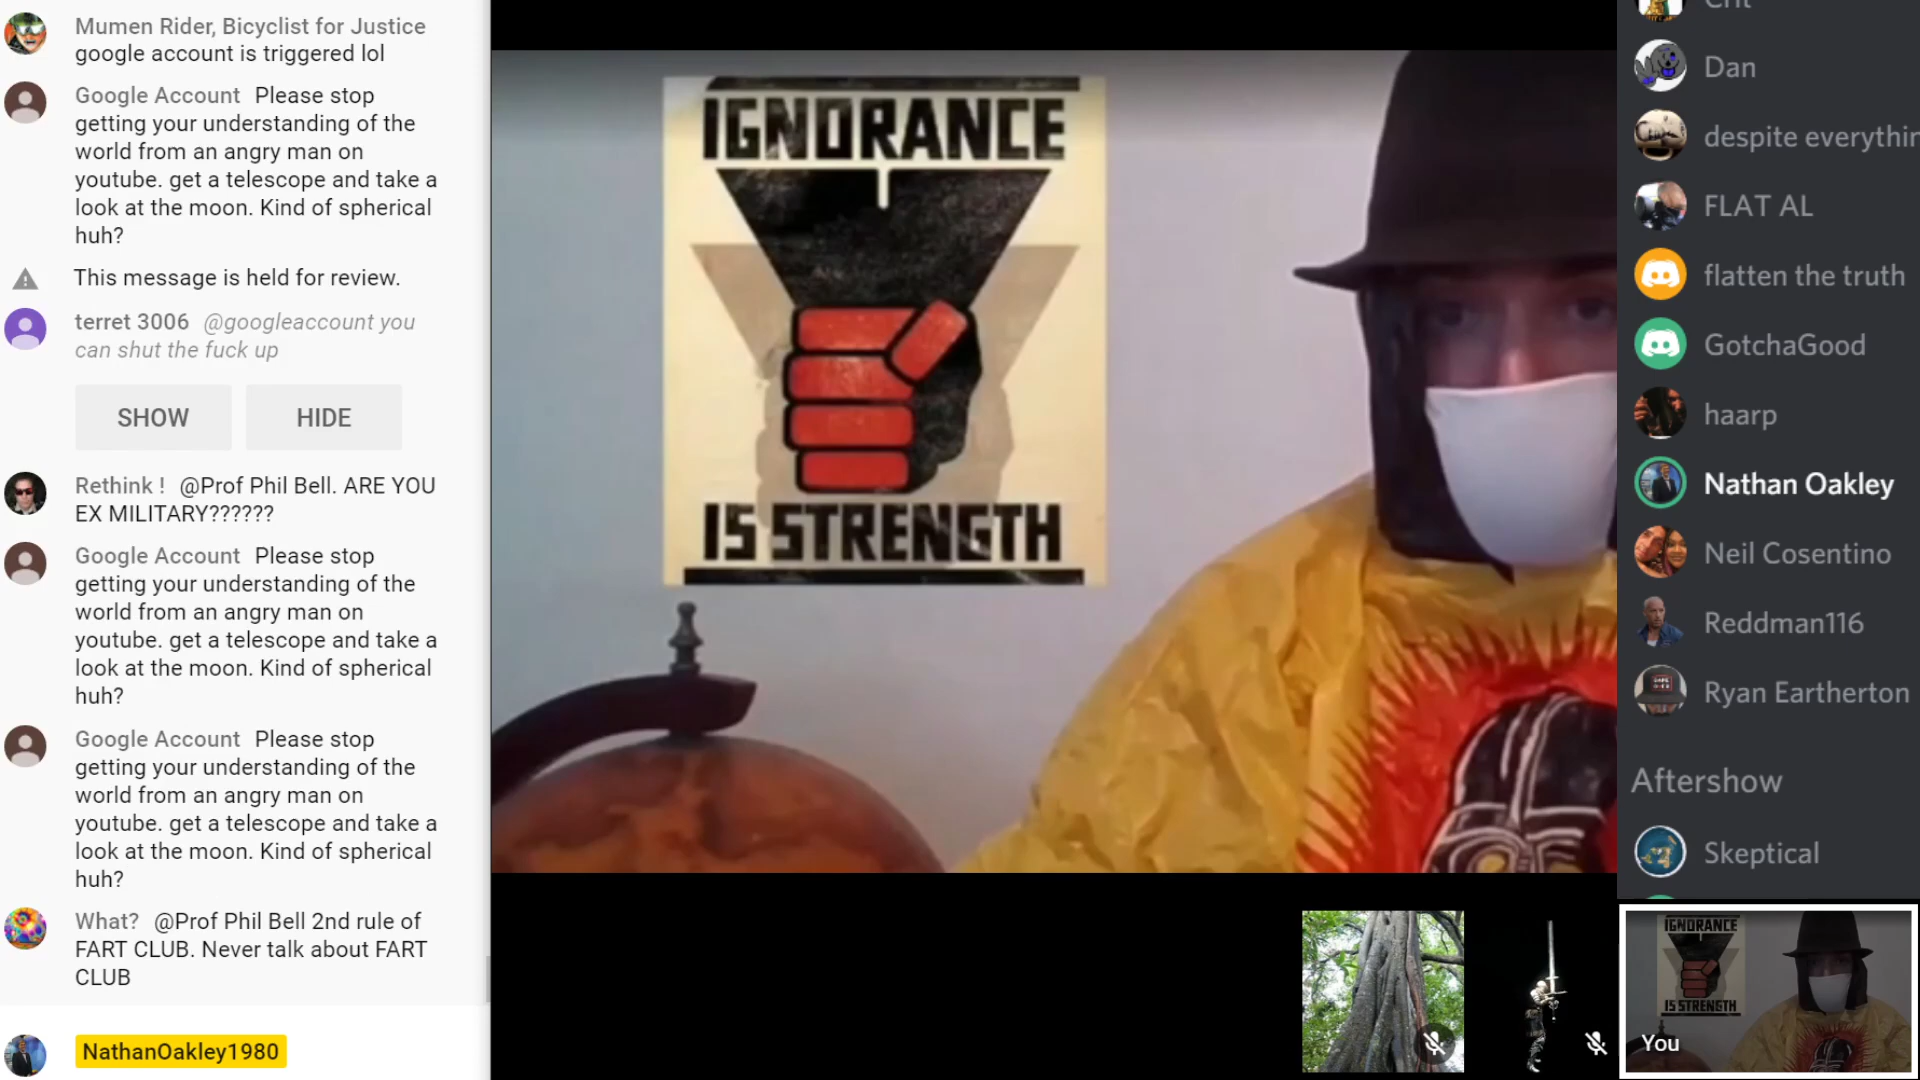 Mumen Rider, Bicyclist for Justice
google account is triggered lol
Google Account Please stop
getting your understanding of the
world from an angry man on
youtube. get a telescope and take a
look at the moon. Kind of spherical
huh?
This message is held for review.
terret 3006 @googleaccount you
can shut the fuck up
SHOW HIDE
Rethink ! @Prof Phil Bell. ARE YOU
EX MILITARY??????
Google Account Please stop
getting your understanding of the
world from an angry man on
youtube. get a telescope and take a
look at the moon. Kind of spherical
huh?
Google Account Please stop
getting your understanding of the
world from an angry man on
youtube. get a telescope and take a
look at the moon. Kind of spherical
huh?
What? @Prof Phil Bell 2nd rule of
FART CLUB. Never talk about FART
CLUB
NathanOakley1980
IGNORANCE
IS STRENGTH
Dan
despite everythin
FLAT AL
flatten the truth
GotchaGood
haarp
Nathan Oakley
Neil Cosentino
Reddman116
Ryan Eartherton
Aftershow
Skeptical
IGNORANCE
IS STRENGTH
You